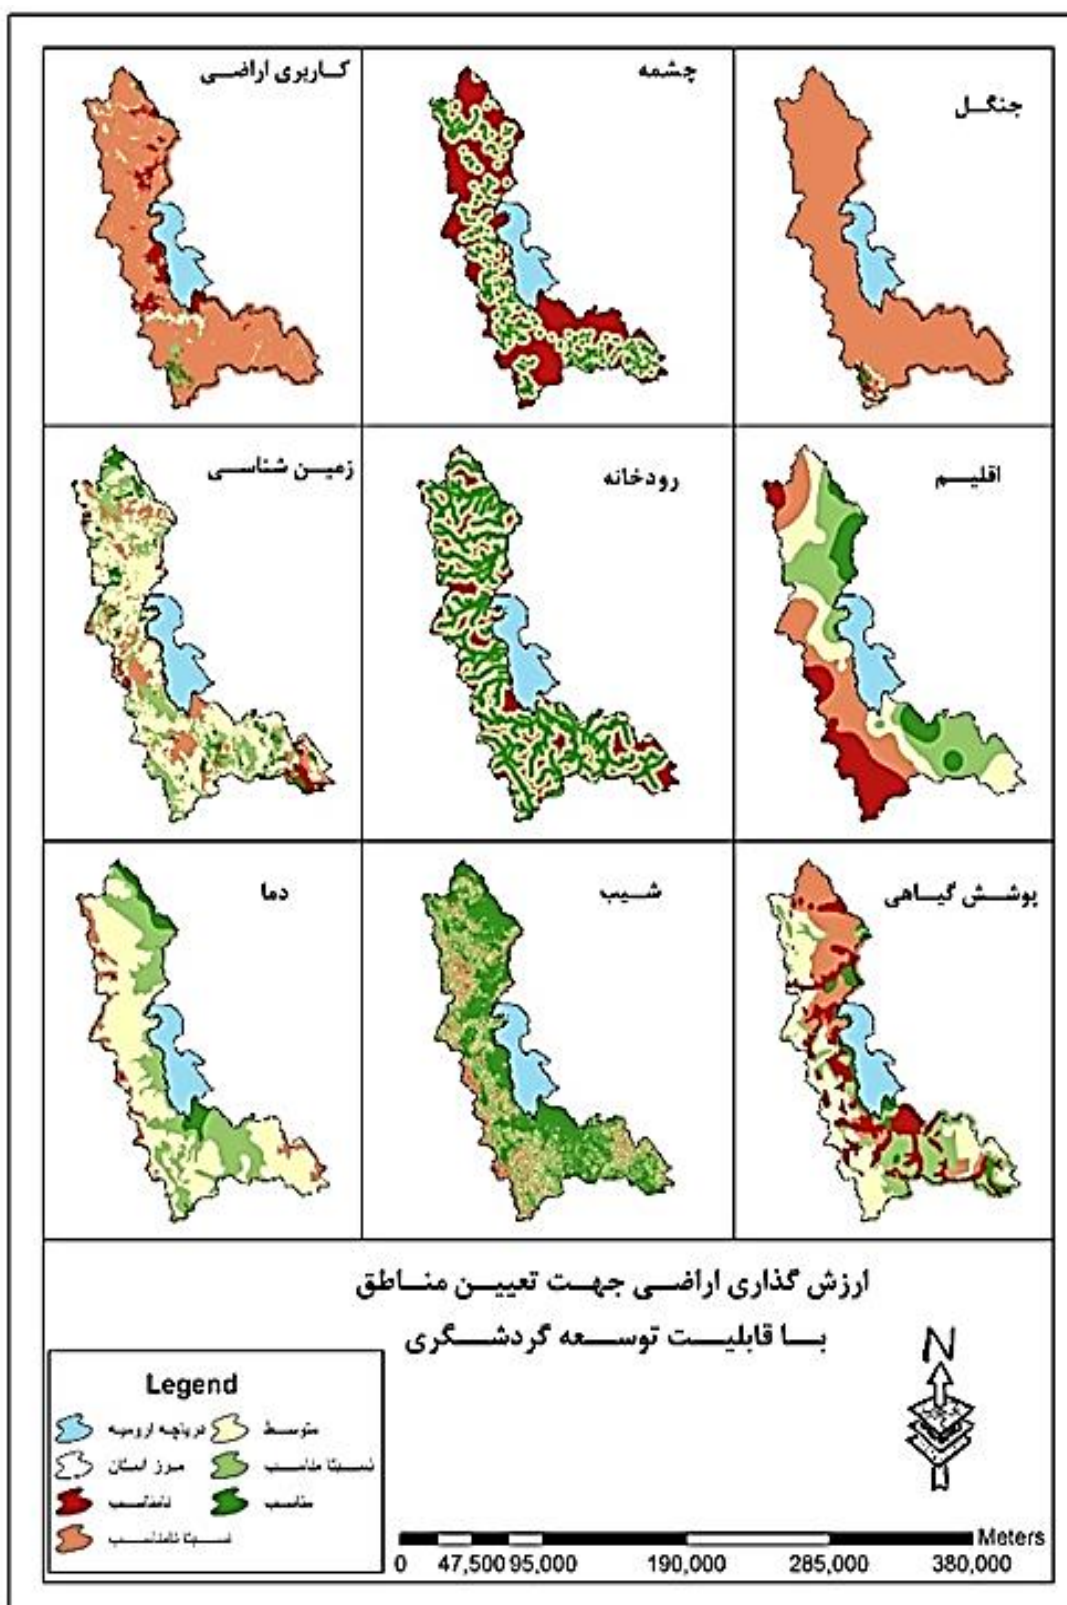 کاربری اراضی
چشمه
جنگل
زمین شناسی
رودخانه
اقلیم
دما
شیب
پوشش گیاهی
ارزش گذاری اراضی جهت تعیین مناطق
با قابلیت توسعه گردشگری
N
Legend
دریاچه ارومیه
مرز استان
نامناسب
نسبتا نامناسب
متوسط
نسبتا مناسب
مناسب
Meters
0 47,500 95,000 190,000 285,000 380,000